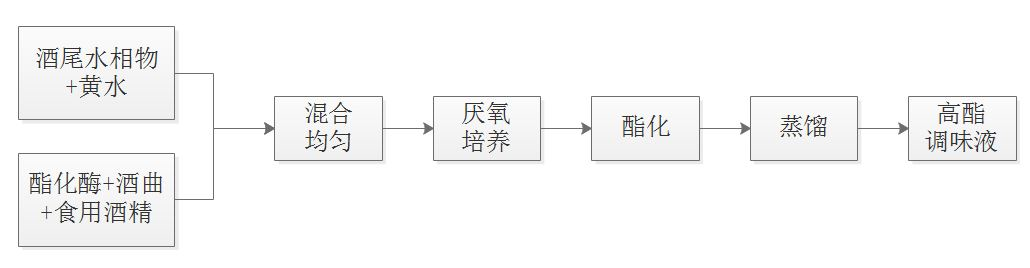 酒尾水相物
+黄水
酯化酶+酒曲
+食用酒精
混合
均匀
厌氧
培养
酯化
蒸馏
高酯
调味液